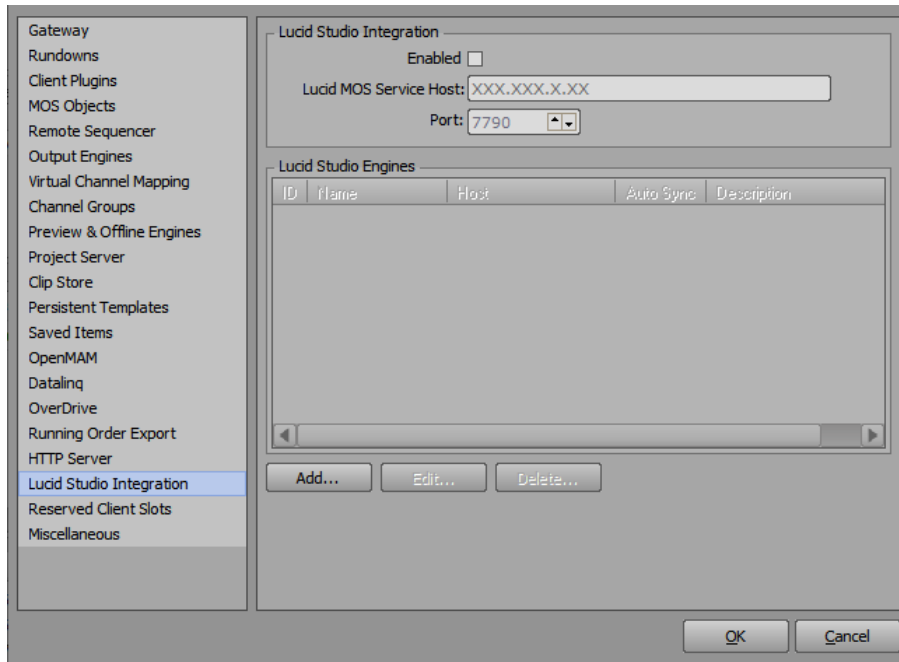 Gateway
Rundowns
Client Plugins
MOS Objects
Remote Sequencer
Output Engines
Virtual Channel Mapping
Channel Groups
Preview & Offline Engines
Project Server
Clip Store
Persistent Templates
Saved Items
OpenMAM
Datalinq
OverDrive
Running Order Export
HTTP Server
Lucid Studio Integration
Reserved Client Slots
Miscellaneous
Lucid Studio Integration
Enabled
Lucid MOS Service Host: XXX.XXX.X.XX
Port: 7790
Lucid Studio Engines
ID Name Host Auto Sync Description
Add... Edit... Delete...
OK Cancel